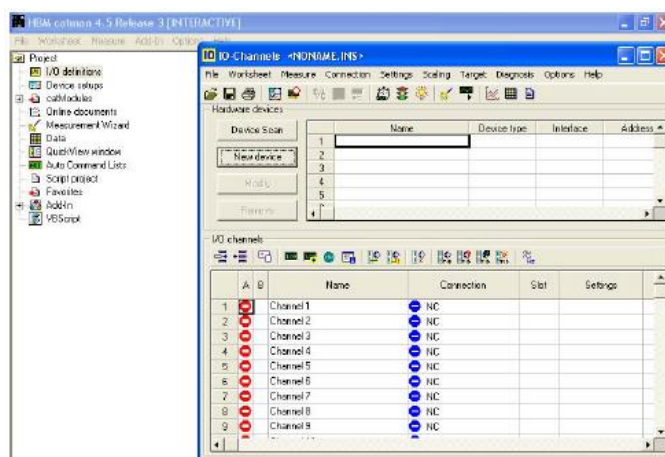 HBM catman 4.5 Release 3 [INTERACTIVE]
File Worksheet Measure Add-In Options Help
Project
I/O definitions
Device setups
catModules
Online documents
Measurement Wizard
Data
QuickView window
Auto Command Lists
Script project
Favorites
Add-In
VBScript
IO-Channels <NONAME.INS>
File Worksheet Measure Connection Settings Scaling Target Diagnosis Options Help
Hardware devices
Device Scan
New device
Modify
Remove
Name Device type Interface Address
1
2
3
4
5
I/O channels
A B Name Connection Slot Settings
1 Channel 1 NC
2 Channel 2 NC
3 Channel 3 NC
4 Channel 4 NC
5 Channel 5 NC
6 Channel 6 NC
7 Channel 7 NC
8 Channel 8 NC
9 Channel 9 NC